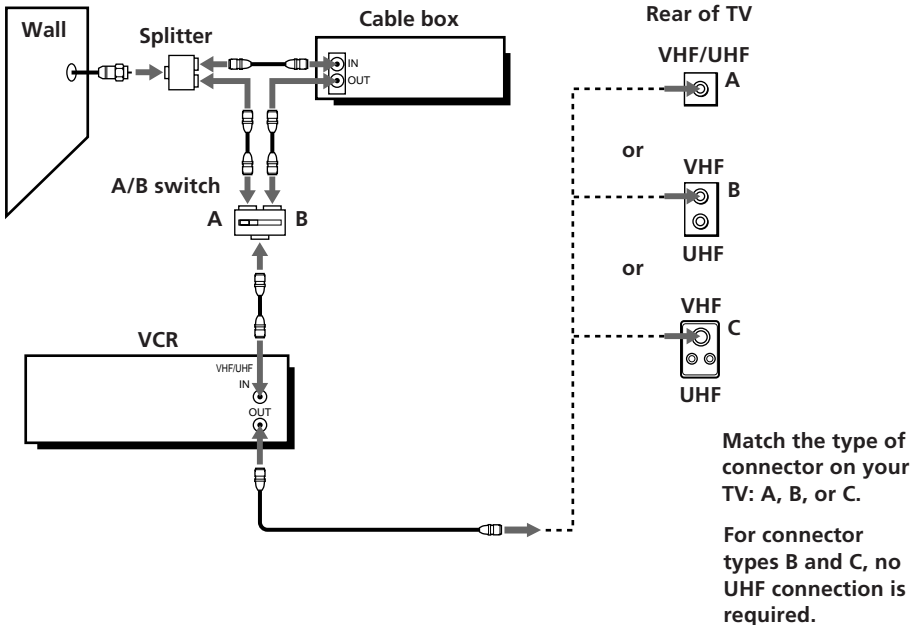 Wall
Splitter
Cable box
IN
OUT
A/B switch
A
B
VCR
VHF/UHF
IN
OUT
Rear of TV
VHF/UHF
A
or
VHF
B
UHF
or
VHF
C
UHF
Match the type of
connector on your
TV: A, B, or C.
For connector
types B and C, no
UHF connection is
required.